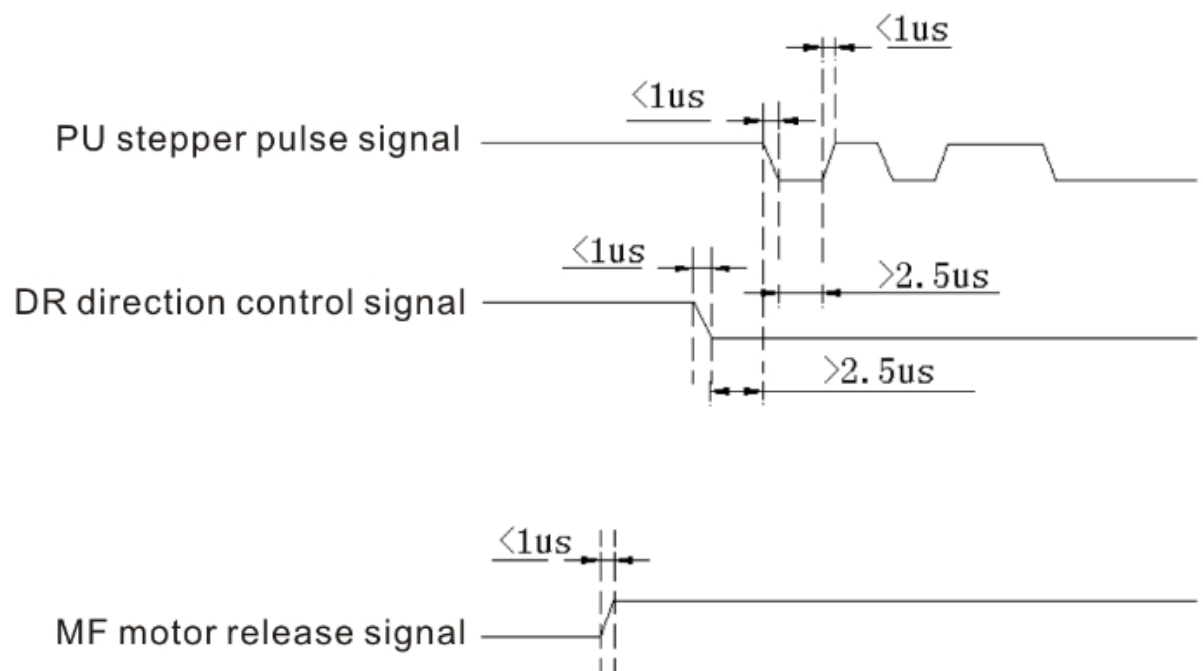 <1us
<1us
PU stepper pulse signal
<1us
>2.5us
DR direction control signal
>2.5us
<1us
MF motor release signal